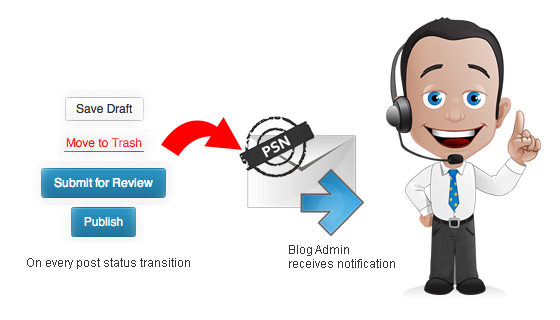 Save Draft
Move to Trash
Submit for Review
Publish
On every post status transition
PSN
Blog Admin
receives notification